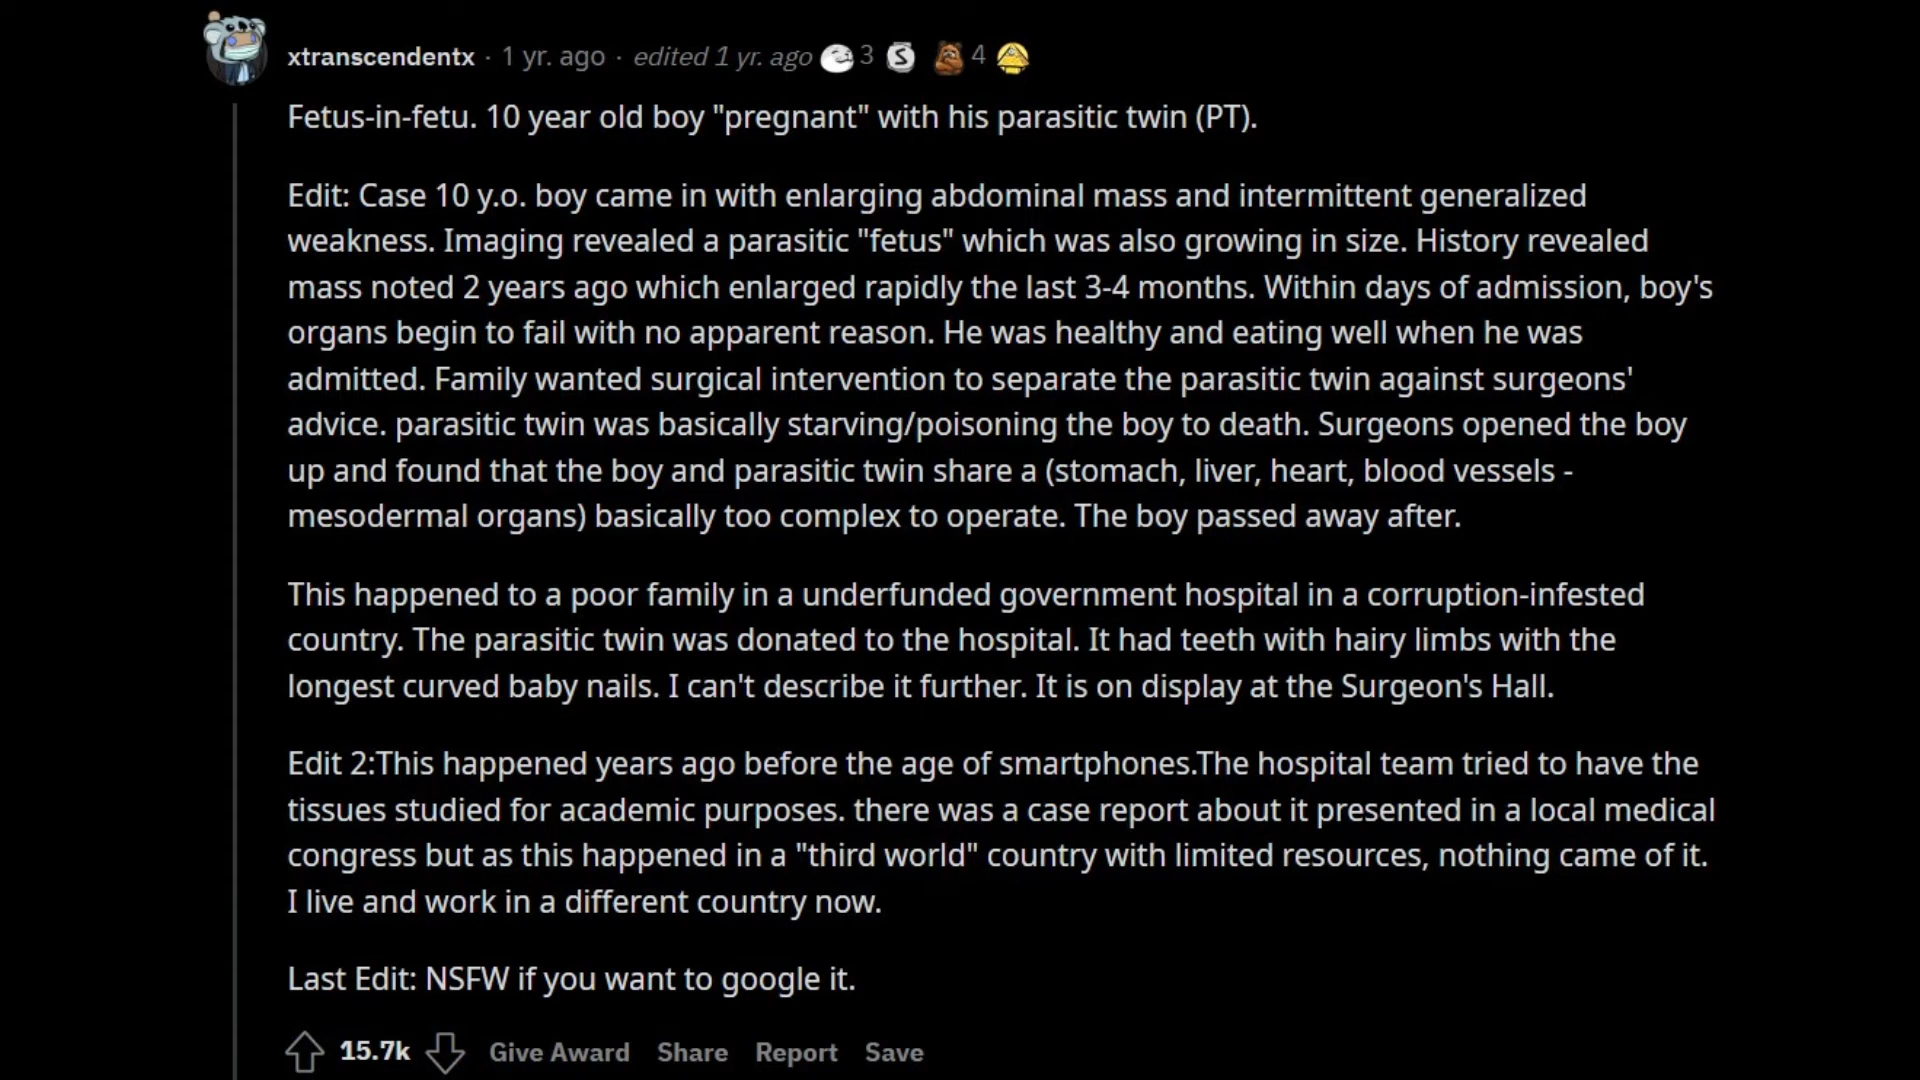 xtranscendentx · 1 yr. ago · edited 1 yr. ago 3 S 4
Fetus-in-fetu. 10 year old boy "pregnant" with his parasitic twin (PT).
Edit: Case 10 y.o. boy came in with enlarging abdominal mass and intermittent generalized
weakness. Imaging revealed a parasitic "fetus" which was also growing in size. History revealed
mass noted 2 years ago which enlarged rapidly the last 3-4 months. Within days of admission, boy's
organs begin to fail with no apparent reason. He was healthy and eating well when he was
admitted. Family wanted surgical intervention to separate the parasitic twin against surgeons'
advice. parasitic twin was basically starving/poisoning the boy to death. Surgeons opened the boy
up and found that the boy and parasitic twin share a (stomach, liver, heart, blood vessels -
mesodermal organs) basically too complex to operate. The boy passed away after.
This happened to a poor family in a underfunded government hospital in a corruption-infested
country. The parasitic twin was donated to the hospital. It had teeth with hairy limbs with the
longest curved baby nails. I can't describe it further. It is on display at the Surgeon's Hall.
Edit 2:This happened years ago before the age of smartphones.The hospital team tried to have the
tissues studied for academic purposes. there was a case report about it presented in a local medical
congress but as this happened in a "third world" country with limited resources, nothing came of it.
I live and work in a different country now.
Last Edit: NSFW if you want to google it.
15.7k Give Award Share Report Save